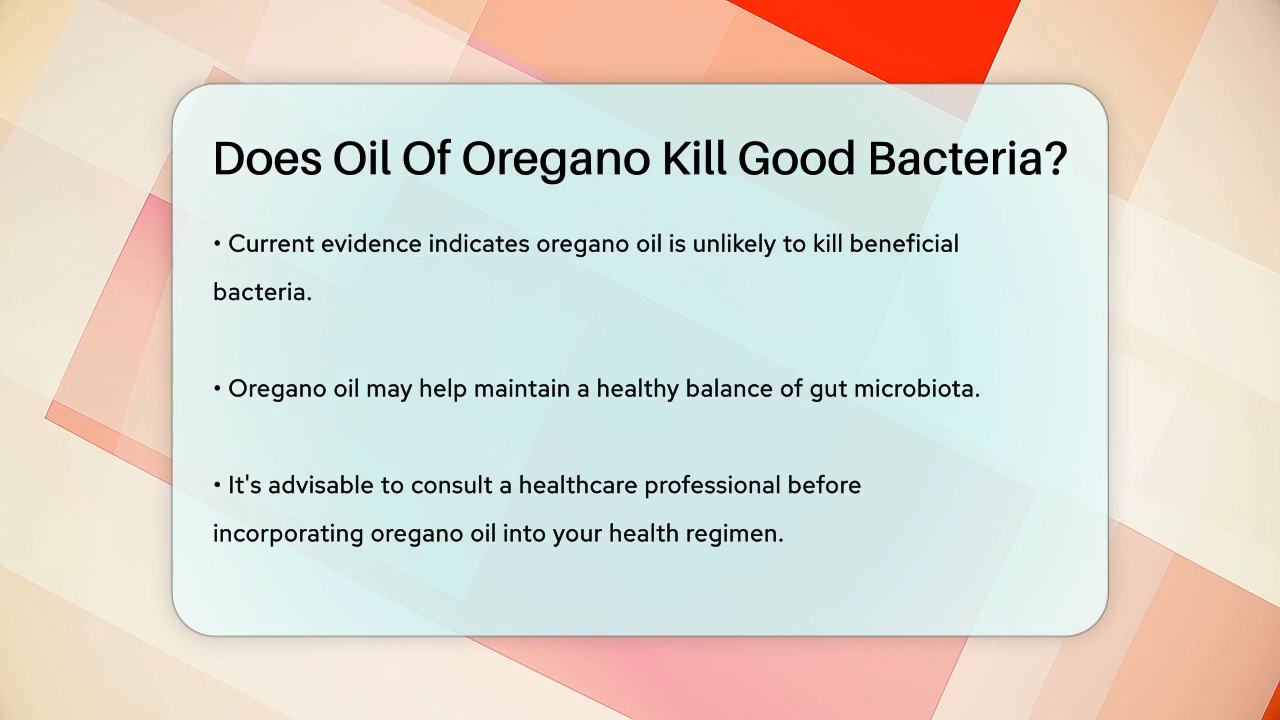 Does Oil Of Oregano Kill Good Bacteria?
• Current evidence indicates oregano oil is unlikely to kill beneficial
bacteria.
• Oregano oil may help maintain a healthy balance of gut microbiota.
• It's advisable to consult a healthcare professional before
incorporating oregano oil into your health regimen.